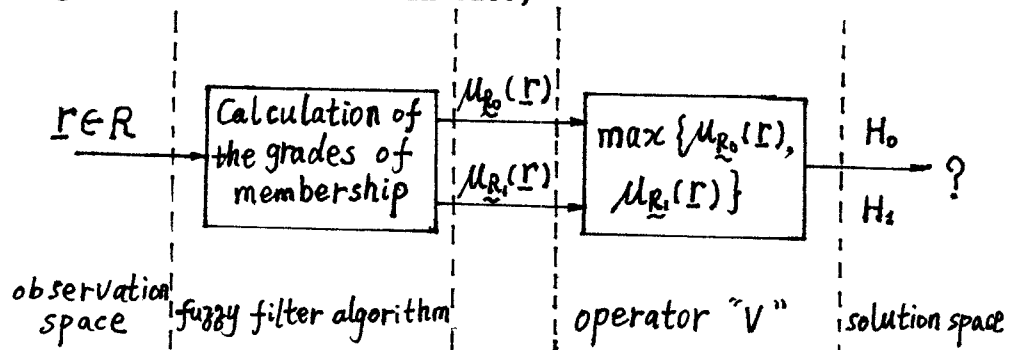 r∈R
Calculation of
the grades of
membership
μR₀(r)
μR₁(r)
max {μR₀(r),
μR₁(r)}
H₀
H₁
?
observation
space
fuzzy filter algorithm
operator "V"
solution space